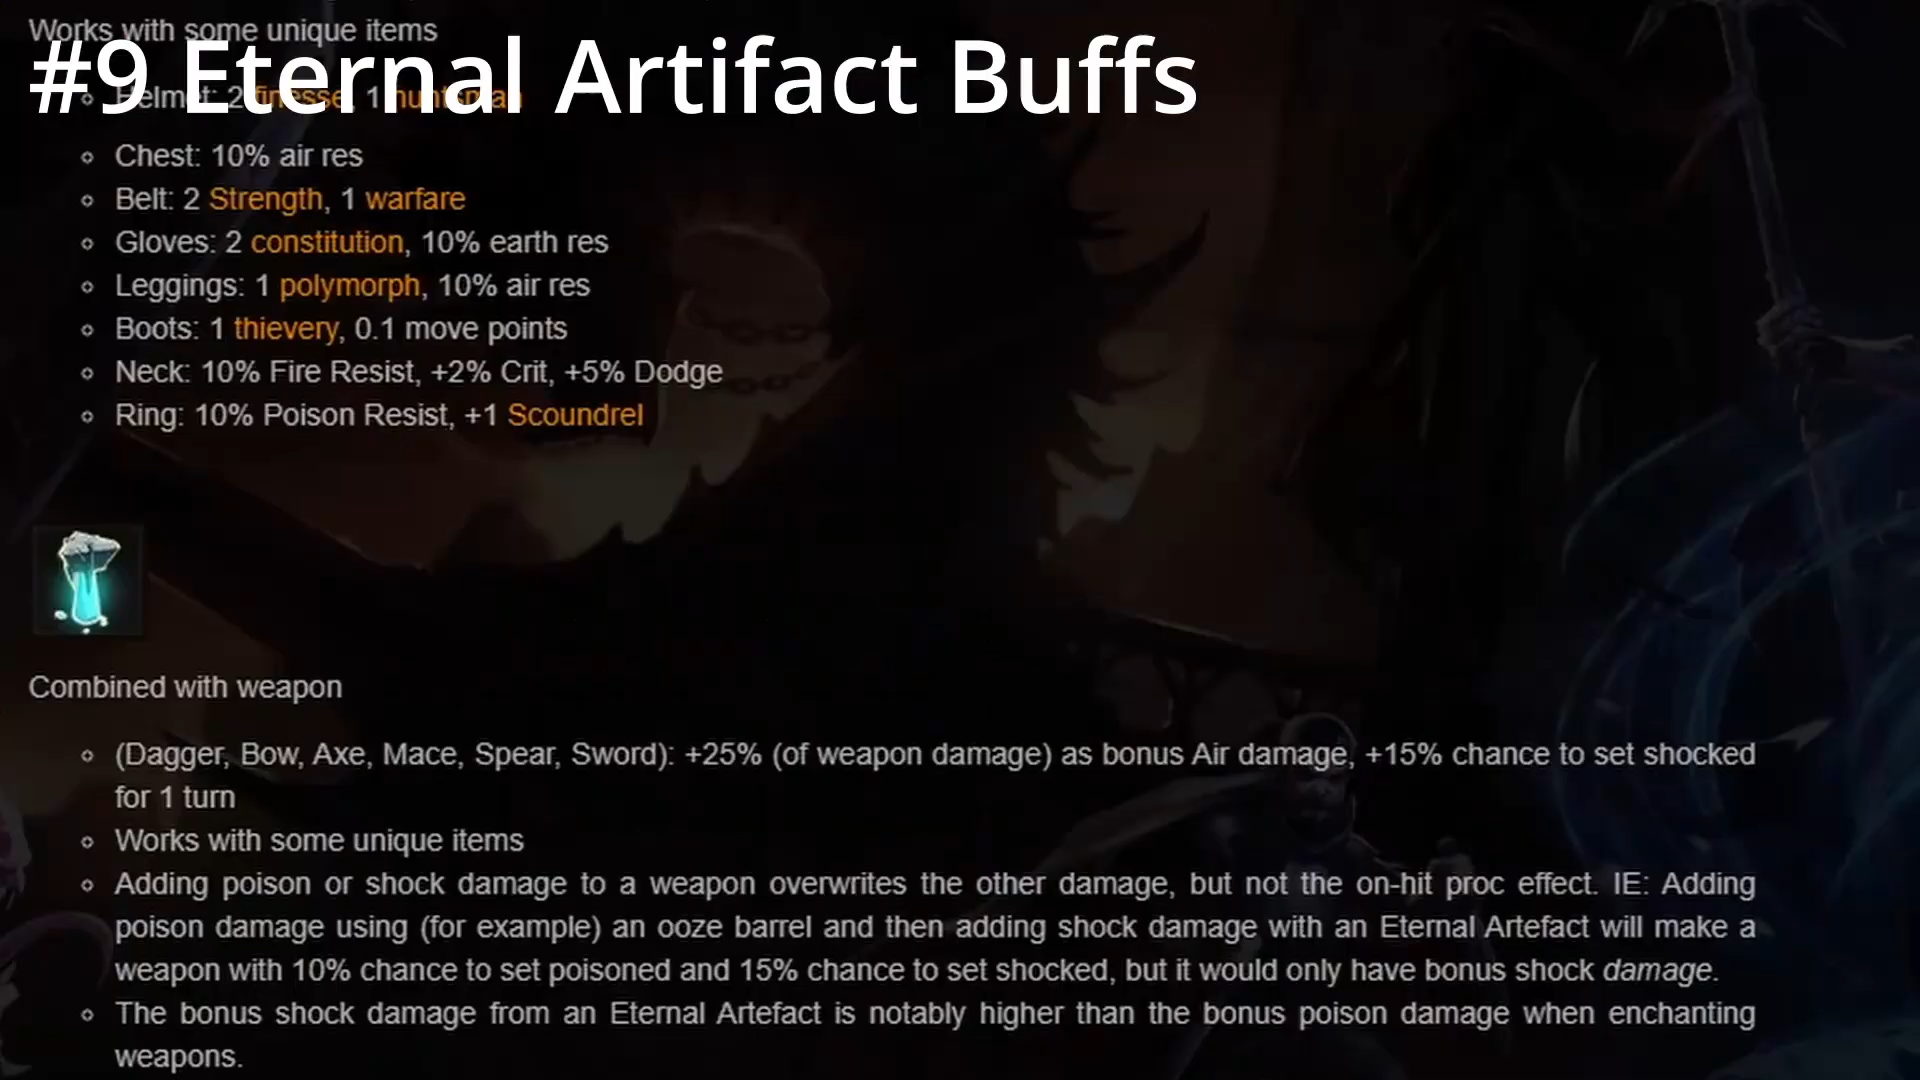 Works with some unique items
#9 Eternal Artifact Buffs
Helmet: 2 finesse, 1 huntsman
Chest: 10% air res
Belt: 2 Strength, 1 warfare
Gloves: 2 constitution, 10% earth res
Leggings: 1 polymorph, 10% air res
Boots: 1 thievery, 0.1 move points
Neck: 10% Fire Resist, +2% Crit, +5% Dodge
Ring: 10% Poison Resist, +1 Scoundrel
Combined with weapon
(Dagger, Bow, Axe, Mace, Spear, Sword): +25% (of weapon damage) as bonus Air damage, +15% chance to set shocked
for 1 turn
Works with some unique items
Adding poison or shock damage to a weapon overwrites the other damage, but not the on-hit proc effect. IE: Adding
poison damage using (for example) an ooze barrel and then adding shock damage with an Eternal Artefact will make a
weapon with 10% chance to set poisoned and 15% chance to set shocked, but it would only have bonus shock damage.
The bonus shock damage from an Eternal Artefact is notably higher than the bonus poison damage when enchanting
weapons.